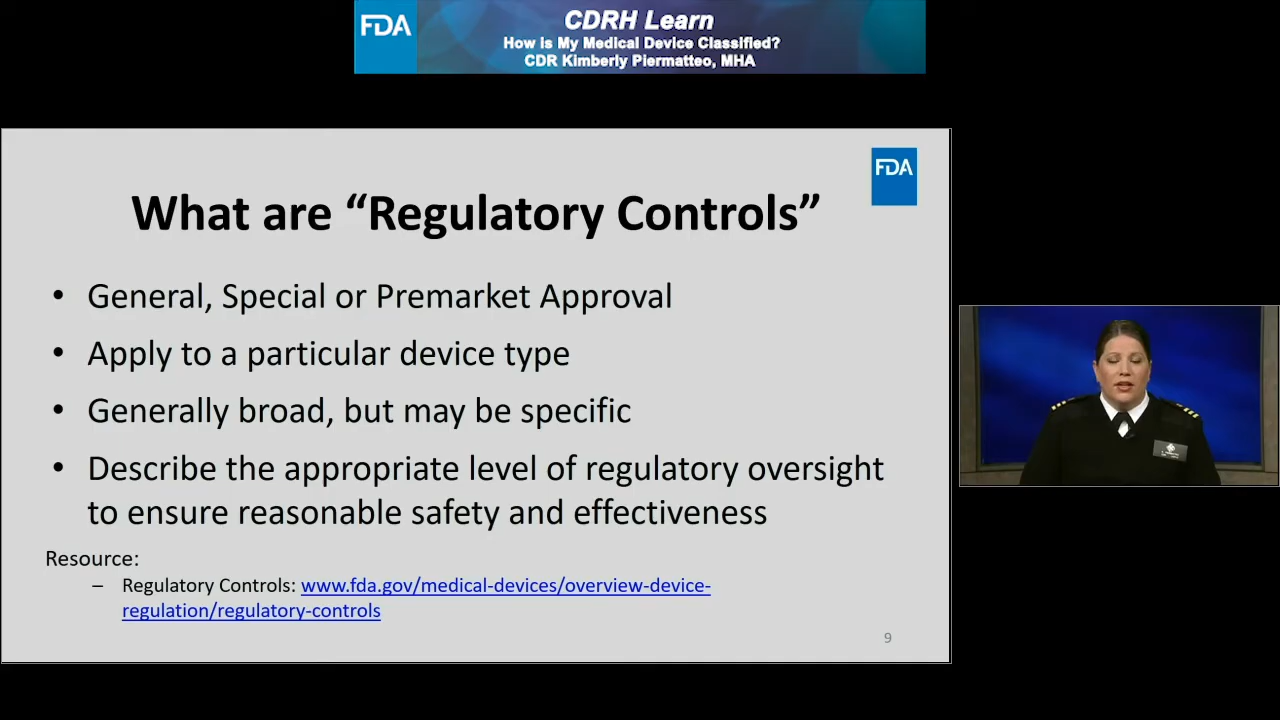 FDA
CDRH Learn
How is My Medical Device Classified?
CDR Kimberly Piermatteo, MHA
FDA
What are “Regulatory Controls”
• General, Special or Premarket Approval
• Apply to a particular device type
• Generally broad, but may be specific
• Describe the appropriate level of regulatory oversight
to ensure reasonable safety and effectiveness
Resource:
– Regulatory Controls: www.fda.gov/medical-devices/overview-device-
regulation/regulatory-controls
9